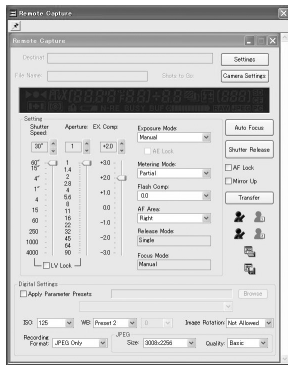 Remote Capture
Remote Capture
Destinat
Settings
File Name:
Shots to Go:
Camera Settings
Setting
Shutter Speed:
Aperture:
EX. Comp:
30"
1
+2.0
60"
15"
4"
1"
4
15
60
250
1000
4000
1
1.4
2
2.8
4
5.6
8
11
16
22
32
45
64
90
+3.0
+2.0
+1.0
0.0
-1.0
-2.0
-3.0
LV Lock
Exposure Mode:
Manual
AE Lock
Metering Mode:
Partial
Flash Comp:
0.0
AF Area:
Right
Release Mode:
Single
Focus Mode:
Manual
Auto Focus
Shutter Release
AF Lock
Mirror Up
Transfer
Digital Settings
Apply Parameter Presets:
Browse
ISO: 125
WB: Preset 2
0
Image Rotation: Not Allowed
Recording Format: JPEG Only
JPEG
Size: 3008x2256
Quality: Basic